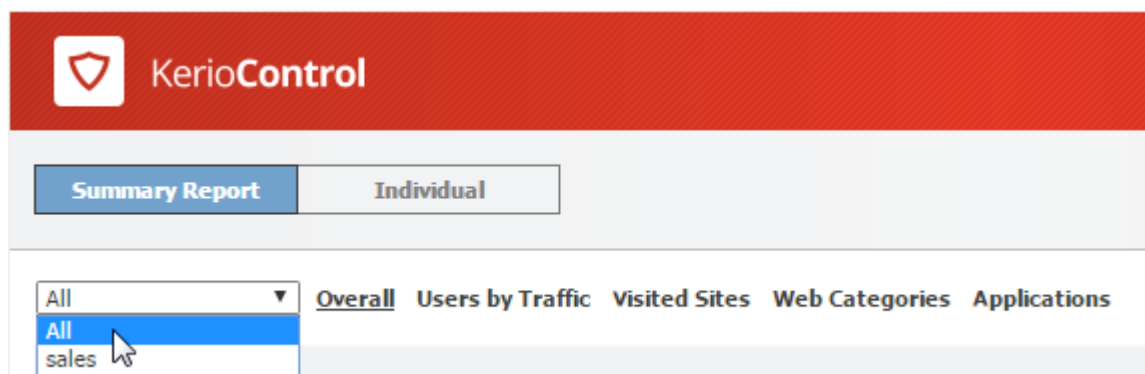 KerioControl
Summary Report Individual
All ▼ Overall Users by Traffic Visited Sites Web Categories Applications
All
sales